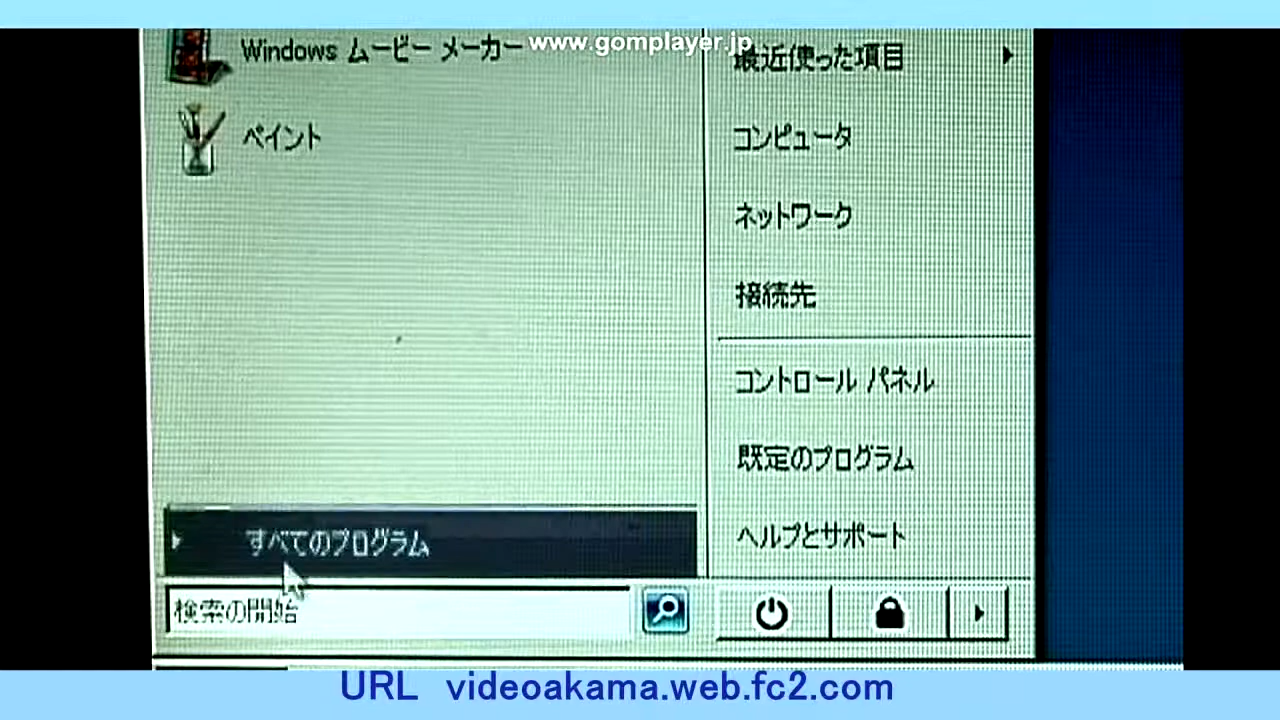 www.gomplayer.jp
Windows ムービー メーカー
ペイント
すべてのプログラム
検索の開始
最近使った項目
コンピュータ
ネットワーク
接続先
コントロール パネル
既定のプログラム
ヘルプとサポート
URL videoakama.web.fc2.com